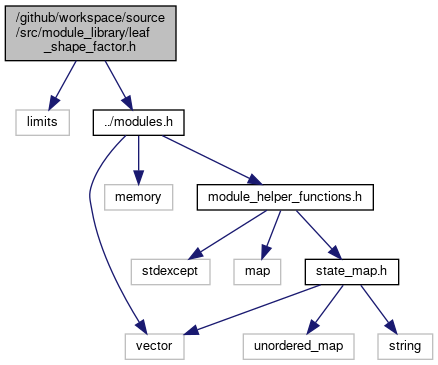 /github/workspace/source
/src/module_library/leaf
_shape_factor.h
limits
../modules.h
memory
module_helper_functions.h
stdexcept
map
state_map.h
vector
unordered_map
string